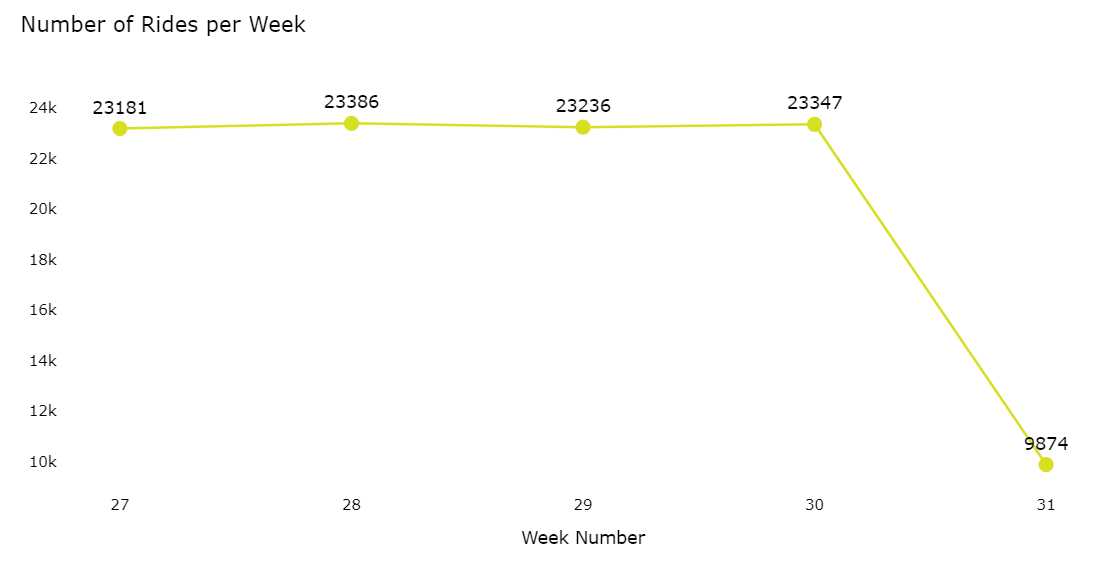 Number of Rides per Week
24k
23181
23386
23236
23347
22k
20k
18k
16k
14k
12k
9874
10k
27 28 29 30 31
Week Number